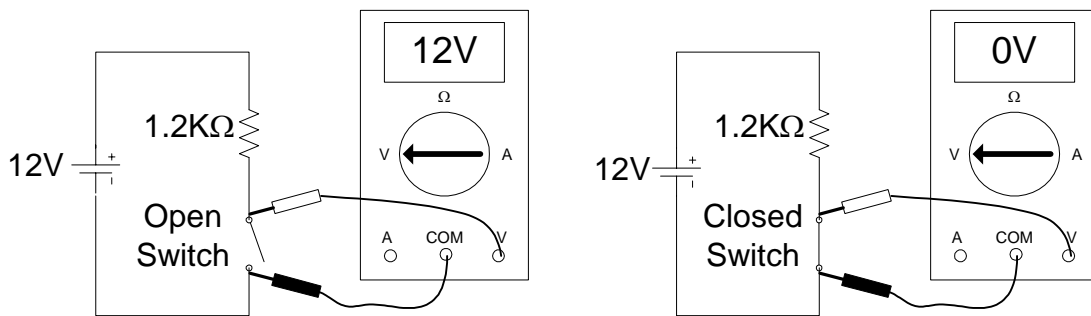 12V
Ω
1.2KΩ
V
A
12V
+
−
Open
Switch
A
COM
V
0V
Ω
1.2KΩ
V
A
12V
+
−
Closed
Switch
A
COM
V